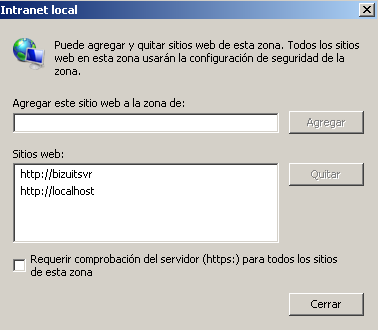 Intranet local
Puede agregar y quitar sitios web de esta zona. Todos los sitios
web en esta zona usarán la configuración de seguridad de la
zona.
Agregar este sitio web a la zona de:
Agregar
Sitios web:
http://bizuitsvr
http://localhost
Quitar
Requerir comprobación del servidor (https:) para todos los sitios
de esta zona
Cerrar